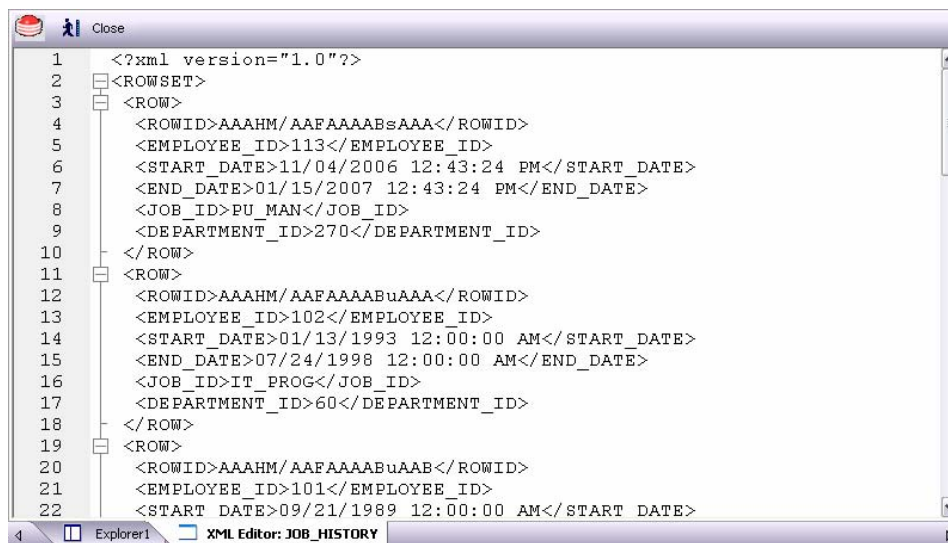 Close
1 <?xml version="1.0"?>
2 <ROWSET>
3 <ROW>
4 <ROWID>AAAHM/AAFAAAABsAAA</ROWID>
5 <EMPLOYEE_ID>113</EMPLOYEE_ID>
6 <START_DATE>11/04/2006 12:43:24 PM</START_DATE>
7 <END_DATE>01/15/2007 12:43:24 PM</END_DATE>
8 <JOB_ID>PU_MAN</JOB_ID>
9 <DEPARTMENT_ID>270</DEPARTMENT_ID>
10 </ROW>
11 <ROW>
12 <ROWID>AAAHM/AAFAAAABuAAA</ROWID>
13 <EMPLOYEE_ID>102</EMPLOYEE_ID>
14 <START_DATE>01/13/1993 12:00:00 AM</START_DATE>
15 <END_DATE>07/24/1998 12:00:00 AM</END_DATE>
16 <JOB_ID>IT_PROG</JOB_ID>
17 <DEPARTMENT_ID>60</DEPARTMENT_ID>
18 </ROW>
19 <ROW>
20 <ROWID>AAAHM/AAFAAAABuAAB</ROWID>
21 <EMPLOYEE_ID>101</EMPLOYEE_ID>
22 <START_DATE>09/21/1989 12:00:00 AM</START_DATE>
Explorer1 XML Editor: JOB_HISTORY